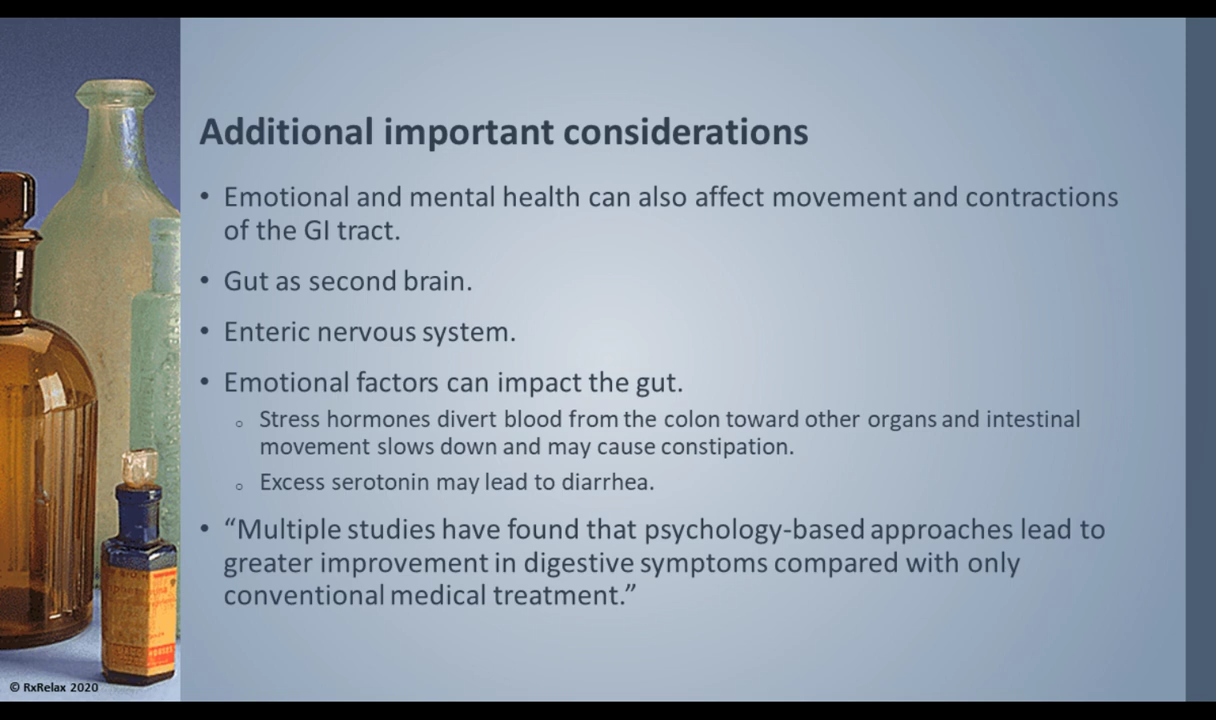 Additional important considerations
• Emotional and mental health can also affect movement and contractions
of the GI tract.
• Gut as second brain.
• Enteric nervous system.
• Emotional factors can impact the gut.
○ Stress hormones divert blood from the colon toward other organs and intestinal
movement slows down and may cause constipation.
○ Excess serotonin may lead to diarrhea.
• “Multiple studies have found that psychology-based approaches lead to
greater improvement in digestive symptoms compared with only
conventional medical treatment.”
© RxRelax 2020